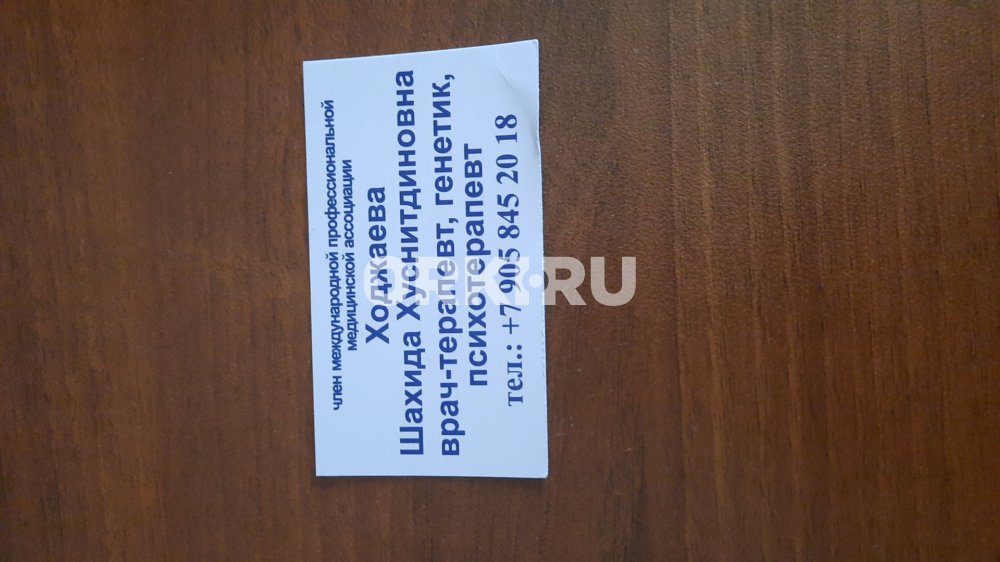 член международной профессиональной
медицинской ассоциации
Ходжаева
Шахида Хуснитдиновна
врач-терапевт, генетик,
психотерапевт
тел.: +7 905 845 20 18